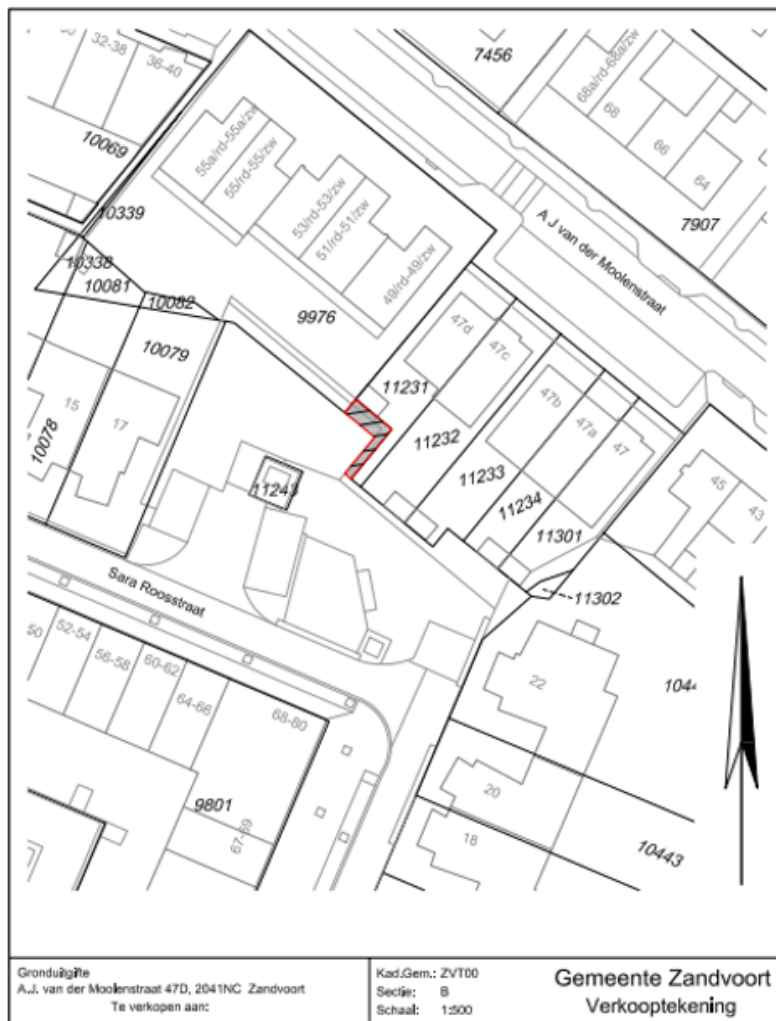 32-38
36-40
7456
68a/rd-68a/zw
68
66
64
10069
55a/rd-55a/zw
55/rd-55/zw
53/rd-53/zw
51/rd-51/zw
49/rd-49/zw
A J van der Moolenstraat
7907
10339
10338
10081
10082
9976
10079
47d
47c
11231
47b
47a
47
11232
15
17
10078
11233
45
43
11243
11234
11301
Sara Roosstraat
11302
50
52-54
56-58
60-62
64-66
68-80
22
1044
20
9801
67-69
18
10443
Gronduitgifte
A.J. van der Moolenstraat 47D, 2041NC Zandvoort
Te verkopen aan:
Kad.Gem.: ZVT00
Sectie: B
Schaal: 1:500
Gemeente Zandvoort
Verkooptekening